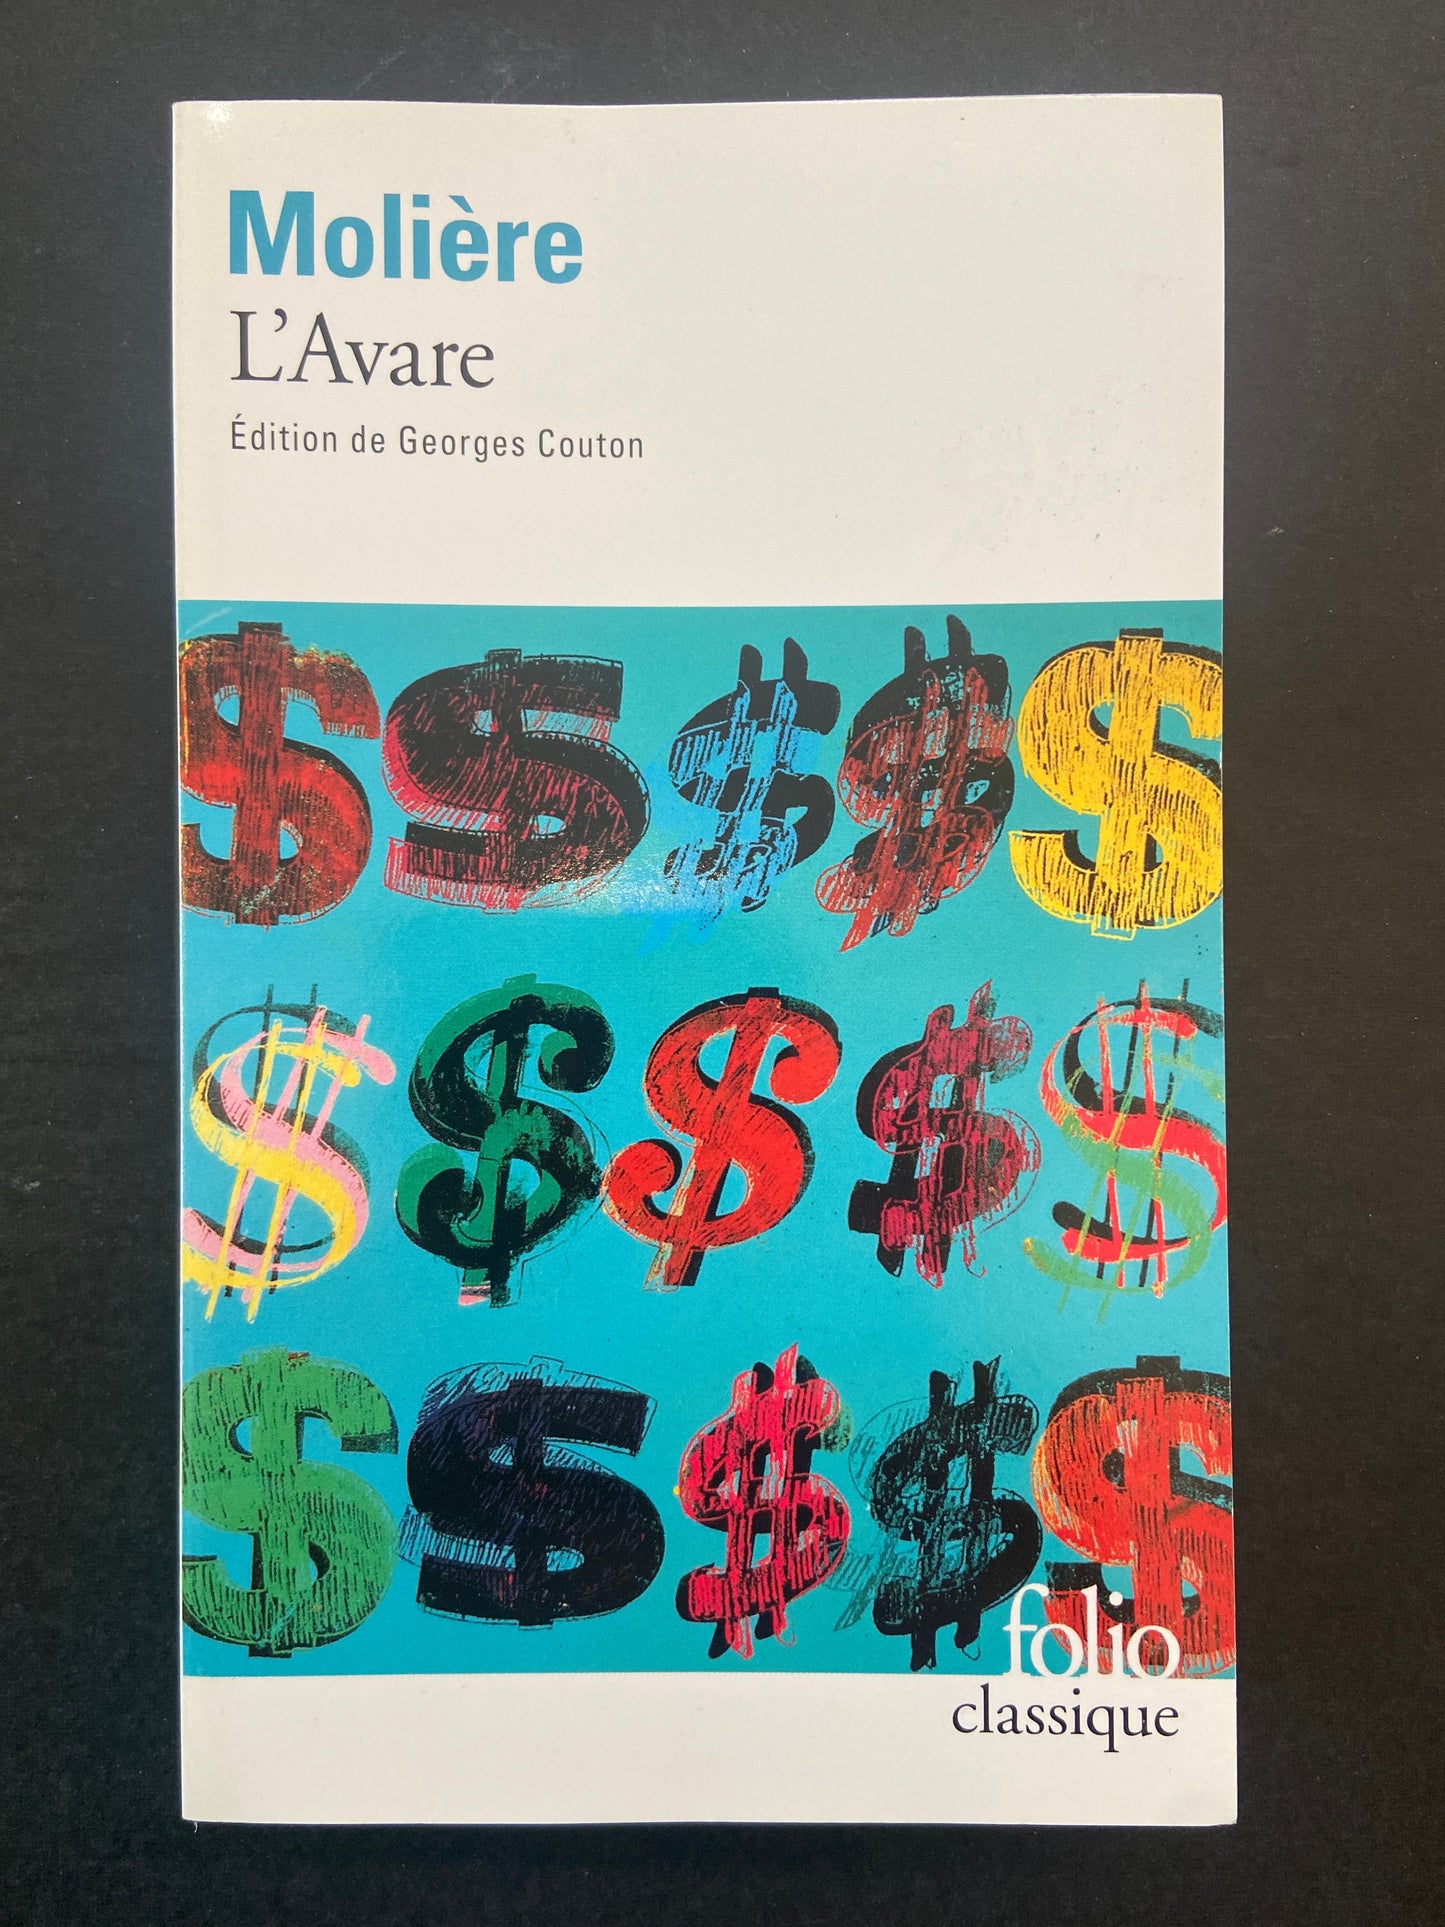 Molière
L'Avare
Édition de Georges Couton
folio
classique